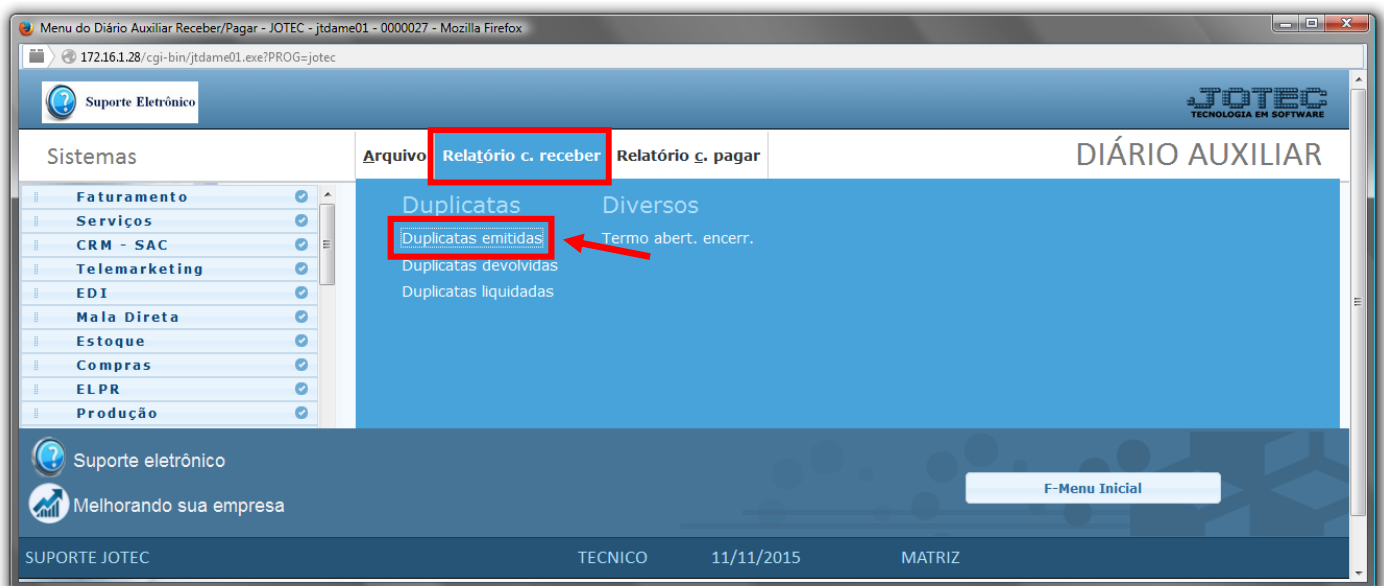 Menu do Diário Auxiliar Receber/Pagar - JOTEC - jtdame01 - 0000027 - Mozilla Firefox
172.16.1.28/cgi-bin/jtdame01.exe?PROG=jotec
Suporte Eletrônico
JOTEC
TECNOLOGIA EM SOFTWARE
Sistemas
Arquivo Relatório c. receber Relatório c. pagar
DIÁRIO AUXILIAR
Faturamento
Serviços
CRM - SAC
Telemarketing
EDI
Mala Direta
Estoque
Compras
ELPR
Produção
Duplicatas
Duplicatas emitidas
Duplicatas devolvidas
Duplicatas liquidadas
Diversos
Termo abert. encerr.
Suporte eletrônico
Melhorando sua empresa
F-Menu Inicial
SUPORTE JOTEC TECNICO 11/11/2015 MATRIZ